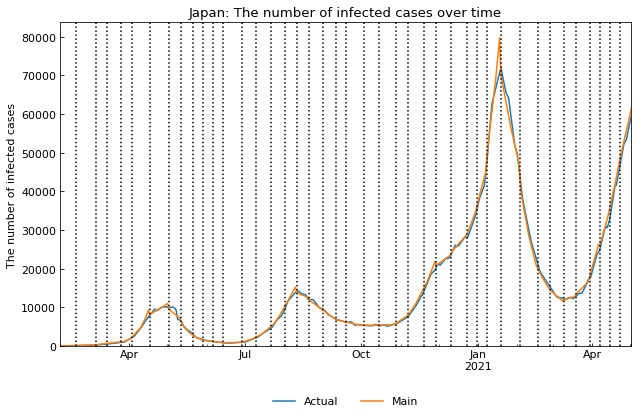 Japan: The number of infected cases over time
The number of infected cases
80000
70000
60000
50000
40000
30000
20000
10000
0
Apr Jul Oct Jan Apr
2021
Actual Main